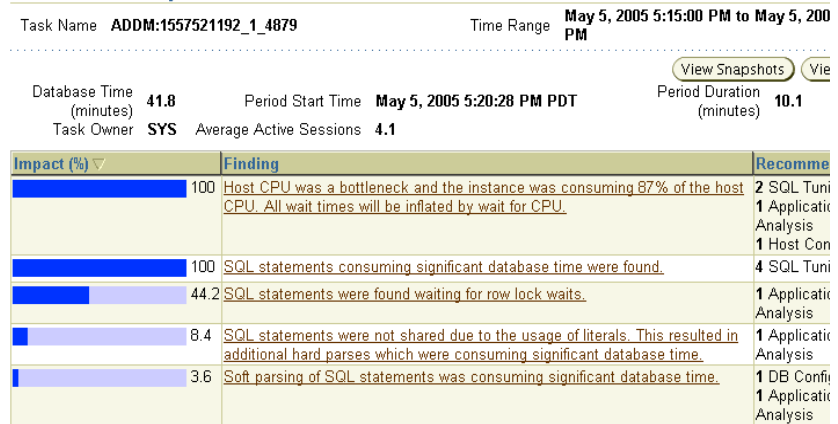 Task Name ADDM:1557521192_1_4879 Time Range May 5, 2005 5:15:00 PM to May 5, 200
PM
View Snapshots Vie
Database Time (minutes) 41.8 Period Start Time May 5, 2005 5:20:28 PM PDT Period Duration (minutes) 10.1
Task Owner SYS Average Active Sessions 4.1
Impact (%) Finding Recomme
100 Host CPU was a bottleneck and the instance was consuming 87% of the host
CPU. All wait times will be inflated by wait for CPU.
2 SQL Tuni
1 Applicatio
Analysis
1 Host Con
100 SQL statements consuming significant database time were found.
4 SQL Tuni
44.2 SQL statements were found waiting for row lock waits.
1 Applicatio
Analysis
8.4 SQL statements were not shared due to the usage of literals. This resulted in
additional hard parses which were consuming significant database time.
1 Applicatio
Analysis
3.6 Soft parsing of SQL statements was consuming significant database time.
1 DB Config
1 Applicatio
Analysis